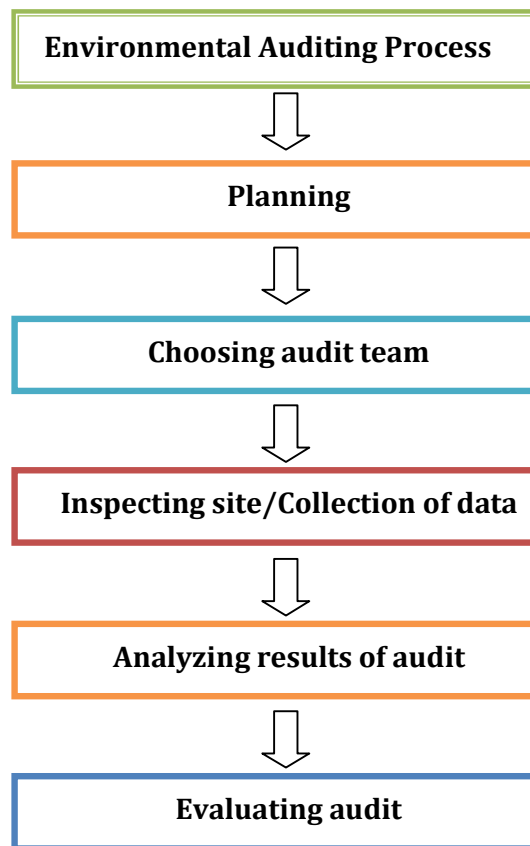 Environmental Auditing Process
Planning
Choosing audit team
Inspecting site/Collection of data
Analyzing results of audit
Evaluating audit